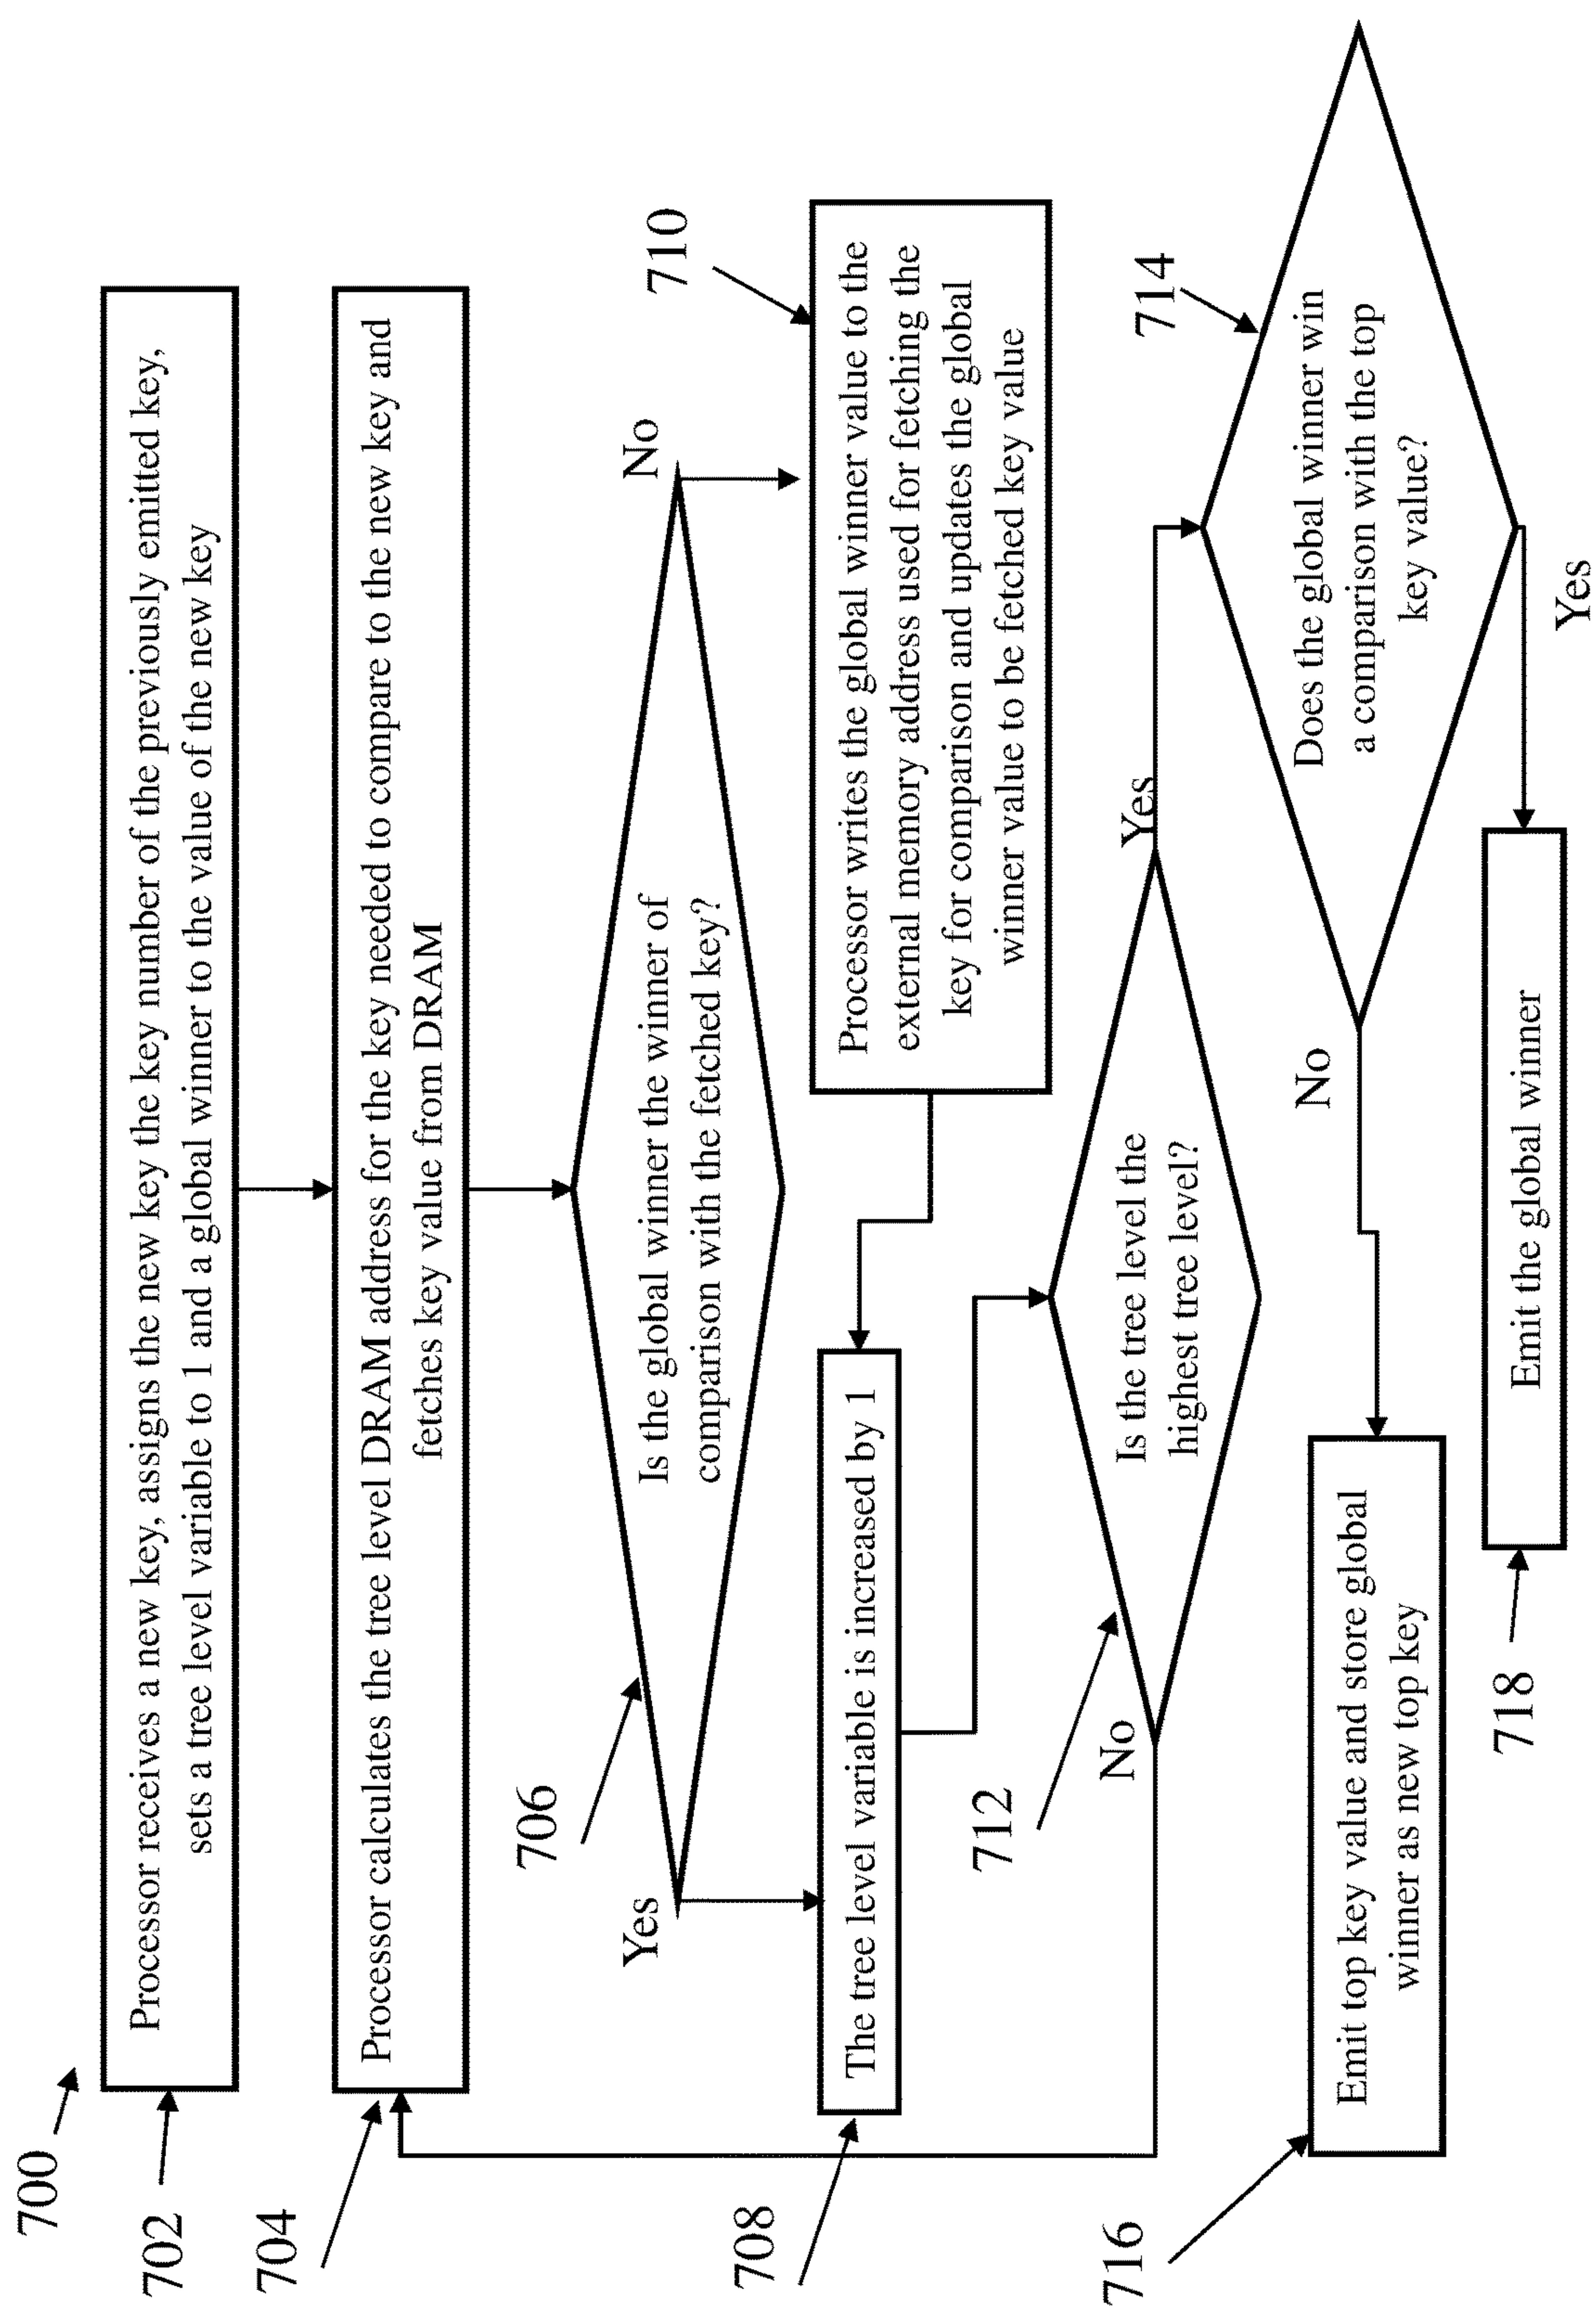 700
702
Processor receives a new key, assigns the new key the key number of the previously emitted key,
sets a tree level variable to 1 and a global winner to the value of the new key
704
Processor calculates the tree level DRAM address for the key needed to compare to the new key and
fetches key value from DRAM
706
Is the global winner the winner of
comparison with the fetched key?
Yes
No
710
Processor writes the global winner value to the
external memory address used for fetching the
key for comparison and updates the global
winner value to be fetched key value
708
The tree level variable is increased by 1
712
Is the tree level the
highest tree level?
No
Yes
714
Does the global winner win
a comparison with the top
key value?
No
Yes
716
Emit top key value and store global
winner as new top key
718
Emit the global winner